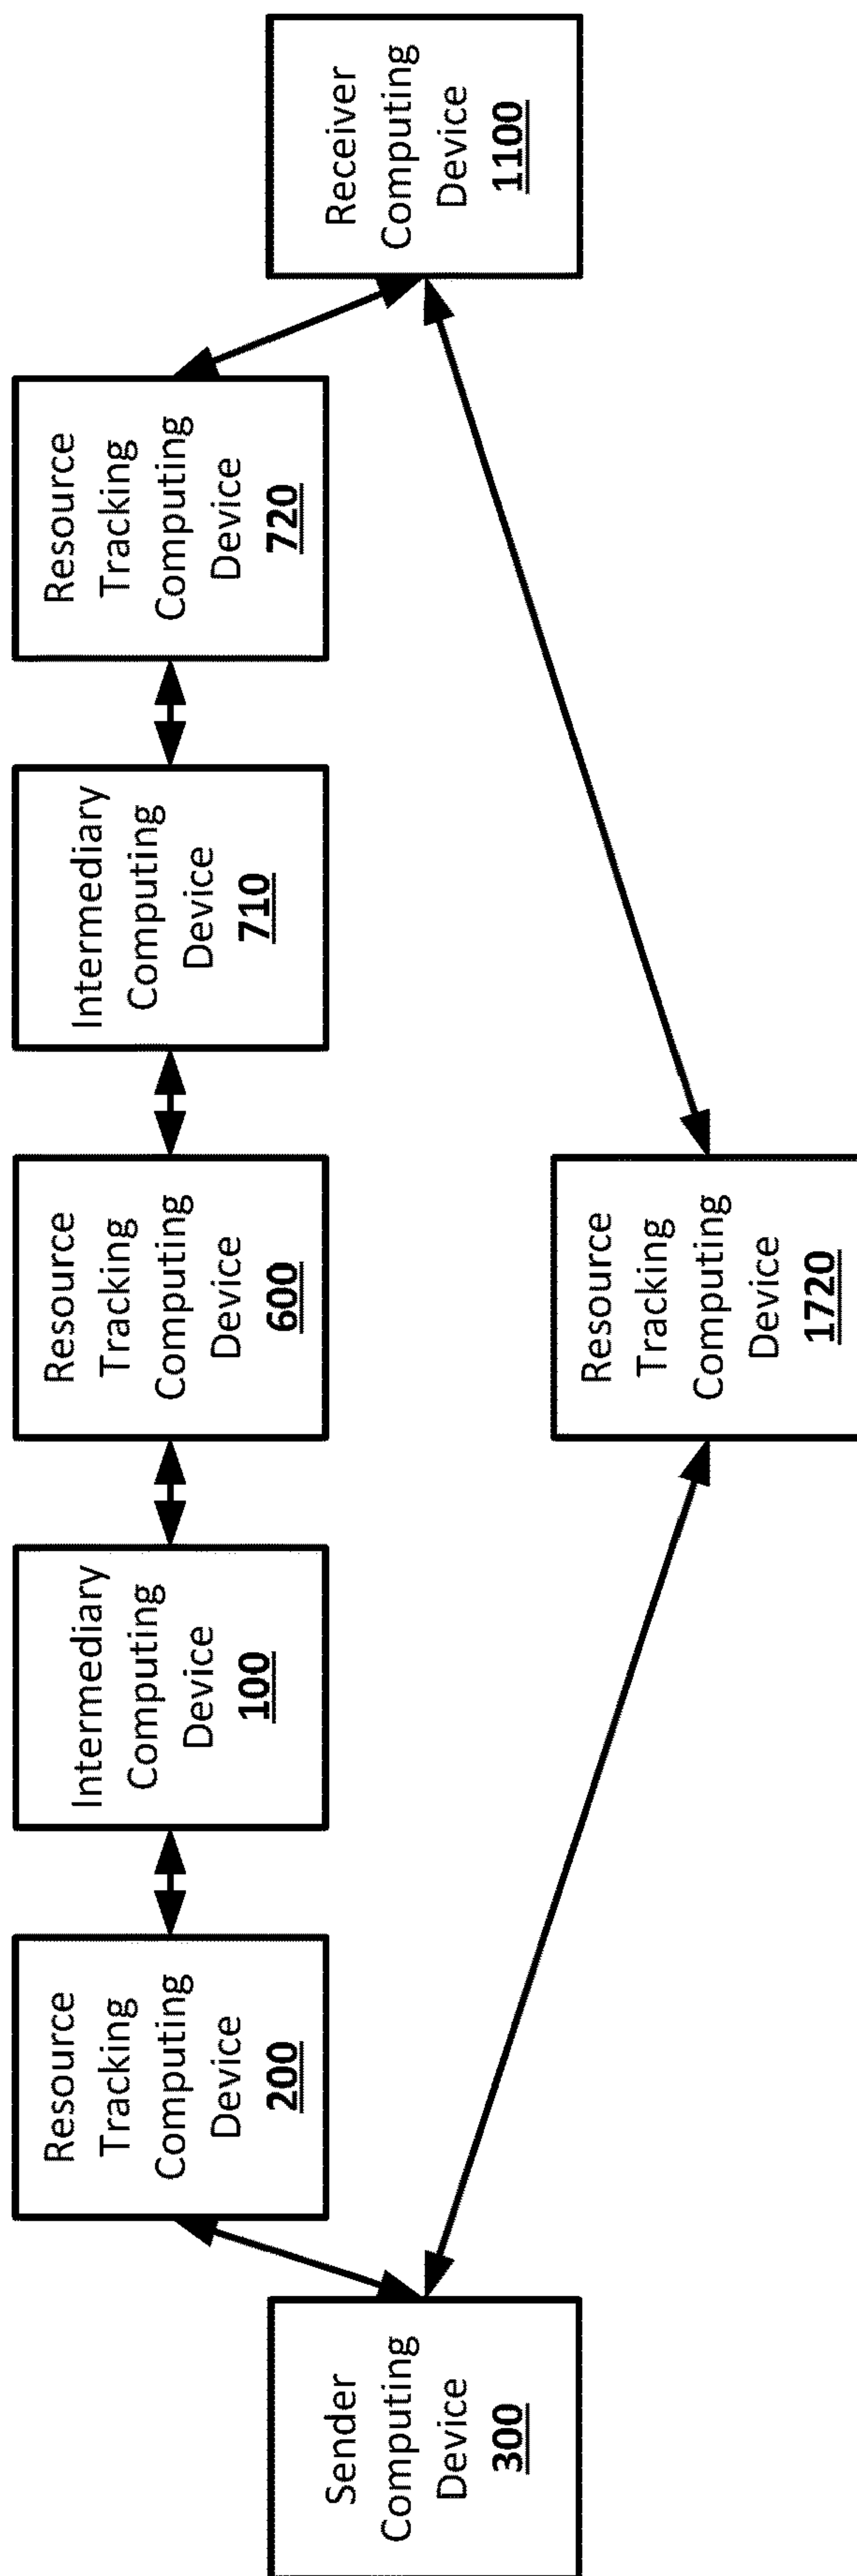 Resource
Tracking
Computing
Device
200
Intermediary
Computing
Device
100
Resource
Tracking
Computing
Device
600
Intermediary
Computing
Device
710
Resource
Tracking
Computing
Device
720
Sender
Computing
Device
300
Receiver
Computing
Device
1100
Resource
Tracking
Computing
Device
1720